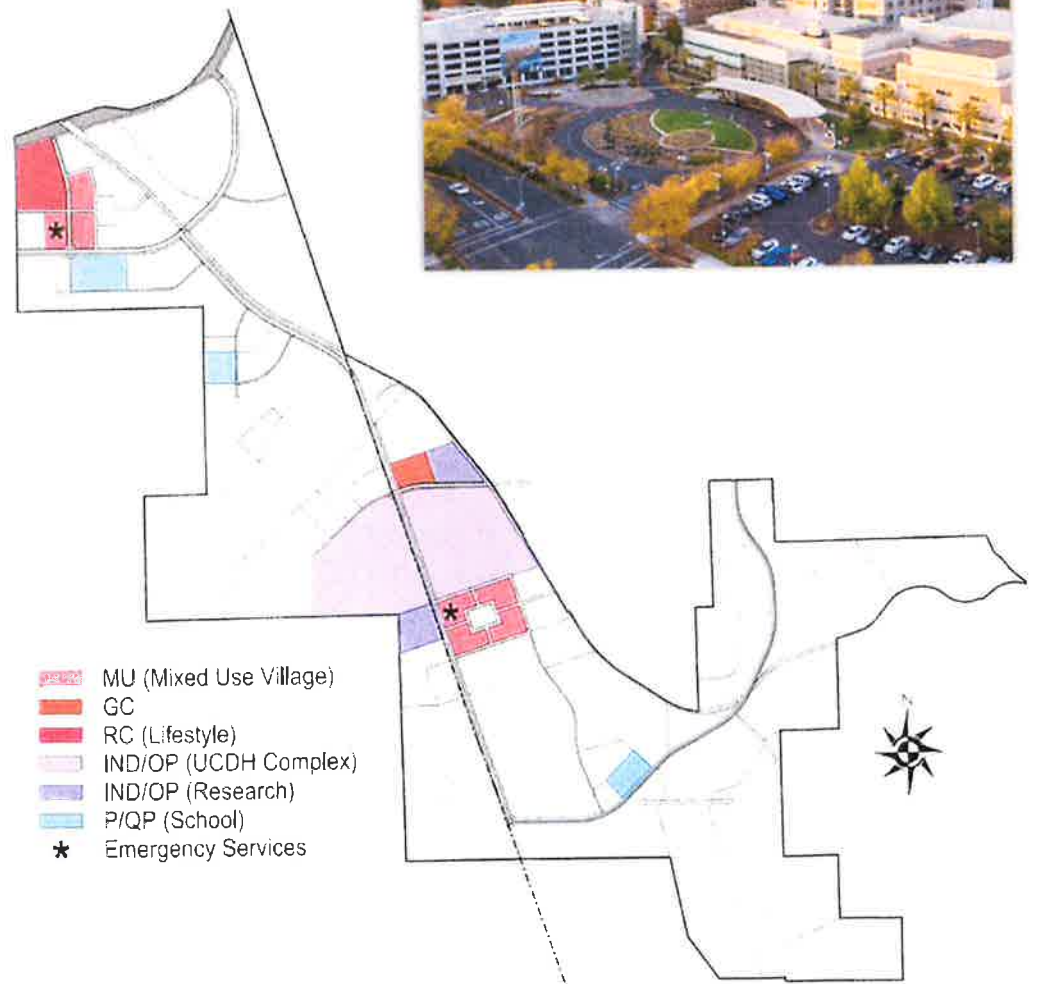 N
MU (Mixed Use Village)
GC
RC (Lifestyle)
IND/OP (UCDH Complex)
IND/OP (Research)
P/QP (School)
* Emergency Services